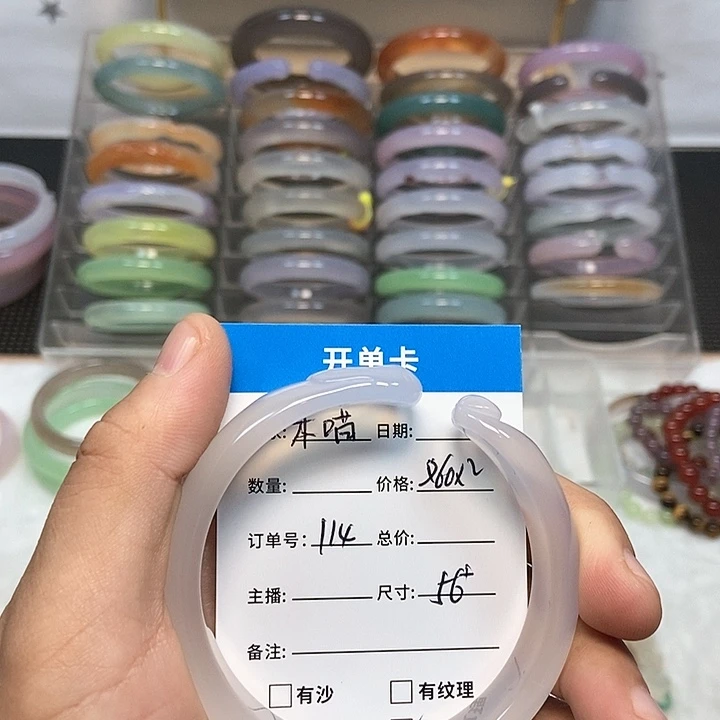 开单卡
本喵 日期:
数量: 价格:
订单号: 114 总价:
主播: 尺寸: 56
备注:
有沙 有纹理